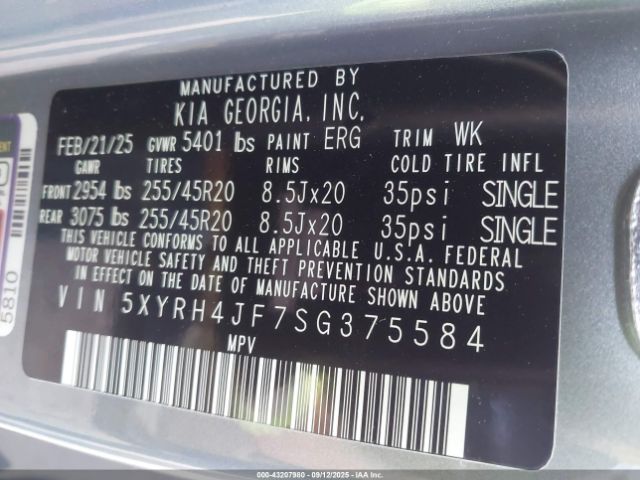 MANUFACTURED BY
KIA GEORGIA, INC.
FEB/21/25 GVWR 5401 lbs PAINT ERG TRIM WK
GAWR TIRES RIMS COLD TIRE INFL
FRONT 2954 lbs 255/45R20 8.5Jx20 35psi SINGLE
REAR 3075 lbs 255/45R20 8.5Jx20 35psi SINGLE
THIS VEHICLE CONFORMS TO ALL APPLICABLE U.S.A. FEDERAL
MOTOR VEHICLE SAFETY AND THEFT PREVENTION STANDARDS
IN EFFECT ON THE DATE OF MANUFACTURE SHOWN ABOVE
VIN 5XYRH4JF7SG375584
MPV
5810
000-43207980 - 09/12/2025 - IAA Inc.